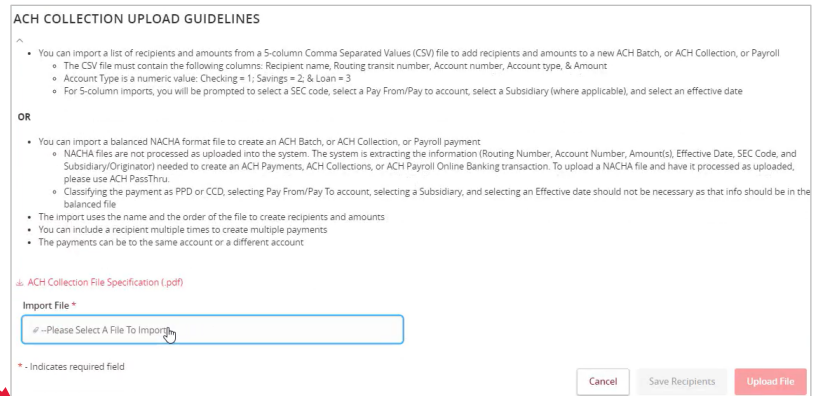 ACH COLLECTION UPLOAD GUIDELINES
• You can import a list of recipients and amounts from a 5-column Comma Separated Values (CSV) file to add recipients and amounts to a new ACH Batch, or ACH Collection, or Payroll
o The CSV file must contain the following columns: Recipient name, Routing transit number, Account number, Account type, & Amount
o Account Type is a numeric value: Checking = 1; Savings = 2; & Loan = 3
o For 5-column imports, you will be prompted to select a SEC code, select a Pay From/Pay to account, select a Subsidiary (where applicable), and select an effective date
OR
• You can import a balanced NACHA format file to create an ACH Batch, or ACH Collection, or Payroll payment
o NACHA files are not processed as uploaded into the system. The system is extracting the information (Routing Number, Account Number, Amount(s), Effective Date, SEC Code, and
Subsidiary/Originator) needed to create an ACH Payments, ACH Collections, or ACH Payroll Online Banking transaction. To upload a NACHA file and have it processed as uploaded,
please use ACH PassThru.
o Classifying the payment as PPD or CCD, selecting Pay From/Pay To account, selecting a Subsidiary, and selecting an Effective date should not be necessary as that info should be in the
balanced file
• The import uses the name and the order of the file to create recipients and amounts
• You can include a recipient multiple times to create multiple payments
• The payments can be to the same account or a different account
ACH Collection File Specification (.pdf)
Import File *
--Please Select A File To Import
* - Indicates required field
Cancel Save Recipients Upload File